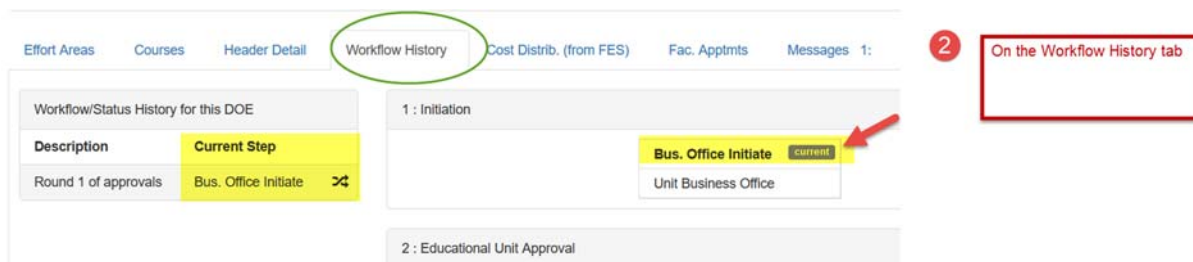 Effort Areas Courses Header Detail Workflow History Cost Distrib. (from FES) Fac. Apptmts Messages 1:
2 On the Workflow History tab
Workflow/Status History for this DOE
Description Current Step
Round 1 of approvals Bus. Office Initiate
1 : Initiation
Bus. Office Initiate current
Unit Business Office
2 : Educational Unit Approval